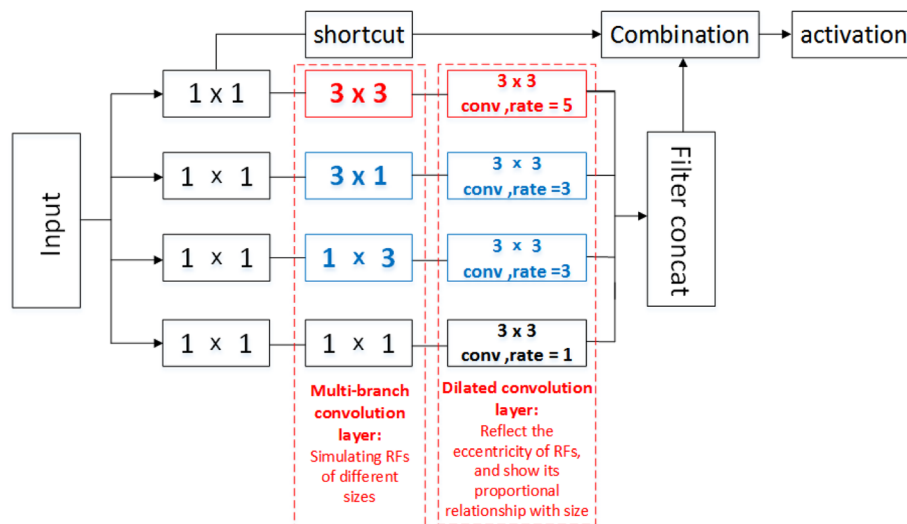 shortcut
Combination
activation
Input
1 x 1
3 x 3
3 x 3
conv ,rate = 5
1 x 1
3 x 1
3 x 3
conv ,rate =3
1 x 1
1 x 3
3 x 3
conv ,rate =3
1 x 1
1 x 1
3 x 3
conv ,rate = 1
Filter concat
Multi-branch
convolution
layer:
Simulating RFs
of different
sizes
Dilated convolution
layer:
Reflect the
eccentricity of RFs,
and show its
proportional
relationship with size